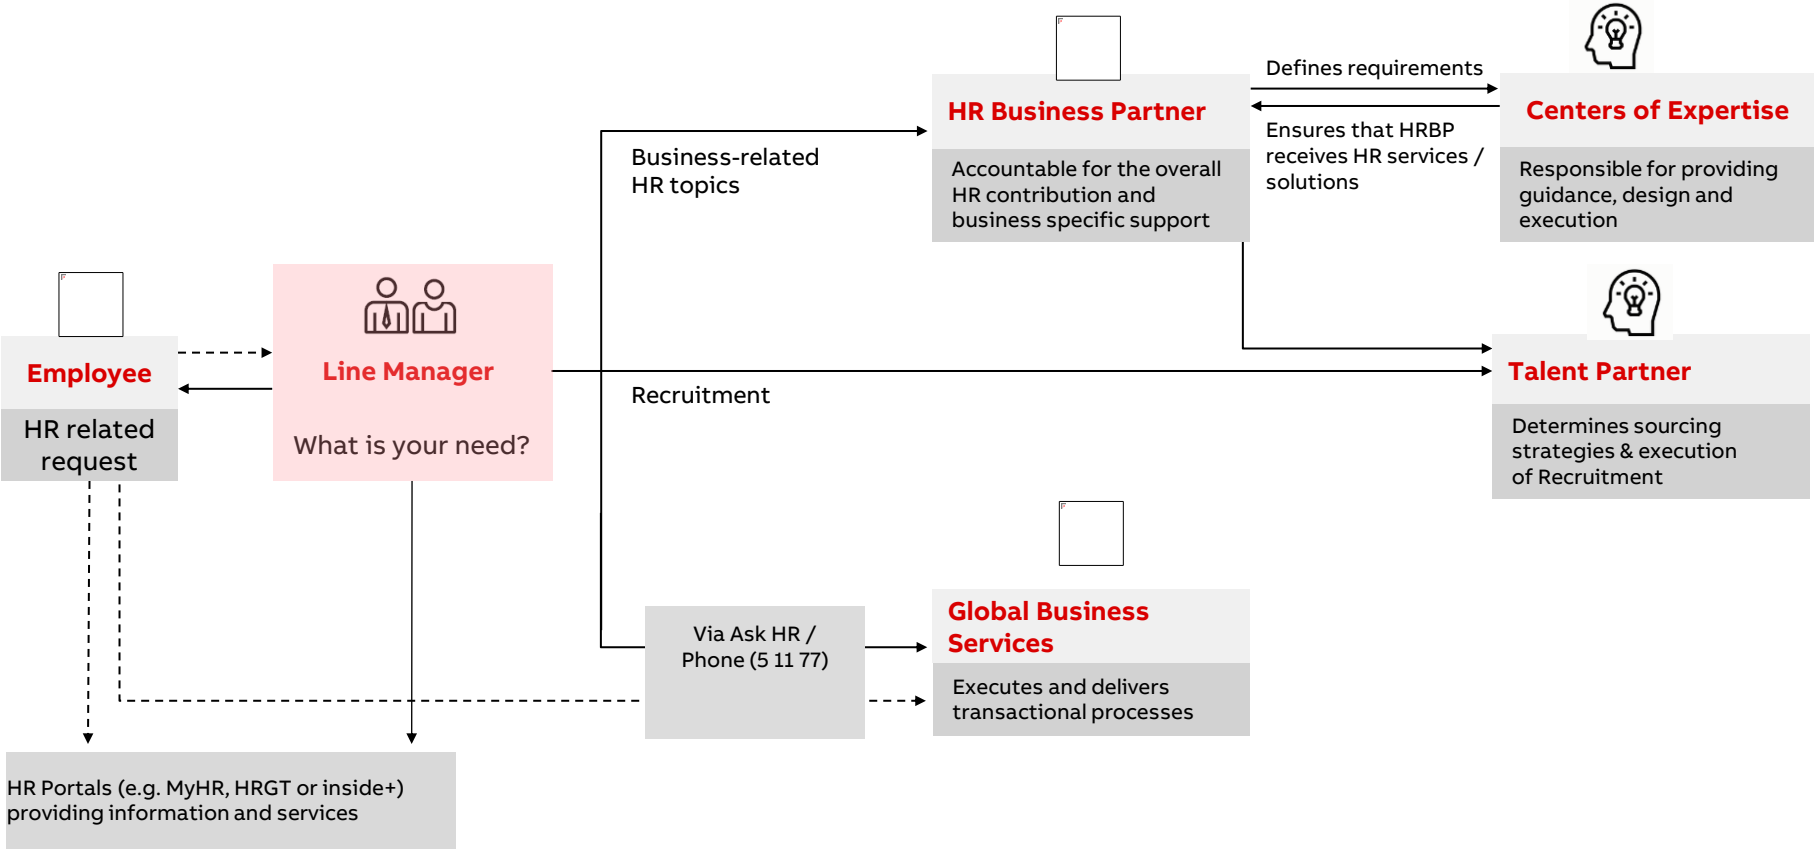 Defines requirements
HR Business Partner
Centers of Expertise
Ensures that HRBP
receives HR services /
solutions
Business-related
HR topics
Accountable for the overall
HR contribution and
business specific support
Responsible for providing
guidance, design and
execution
Employee
HR related
request
Line Manager
What is your need?
Recruitment
Talent Partner
Determines sourcing
strategies & execution
of Recruitment
Via Ask HR /
Phone (5 11 77)
Global Business
Services
Executes and delivers
transactional processes
HR Portals (e.g. MyHR, HRGT or inside+)
providing information and services